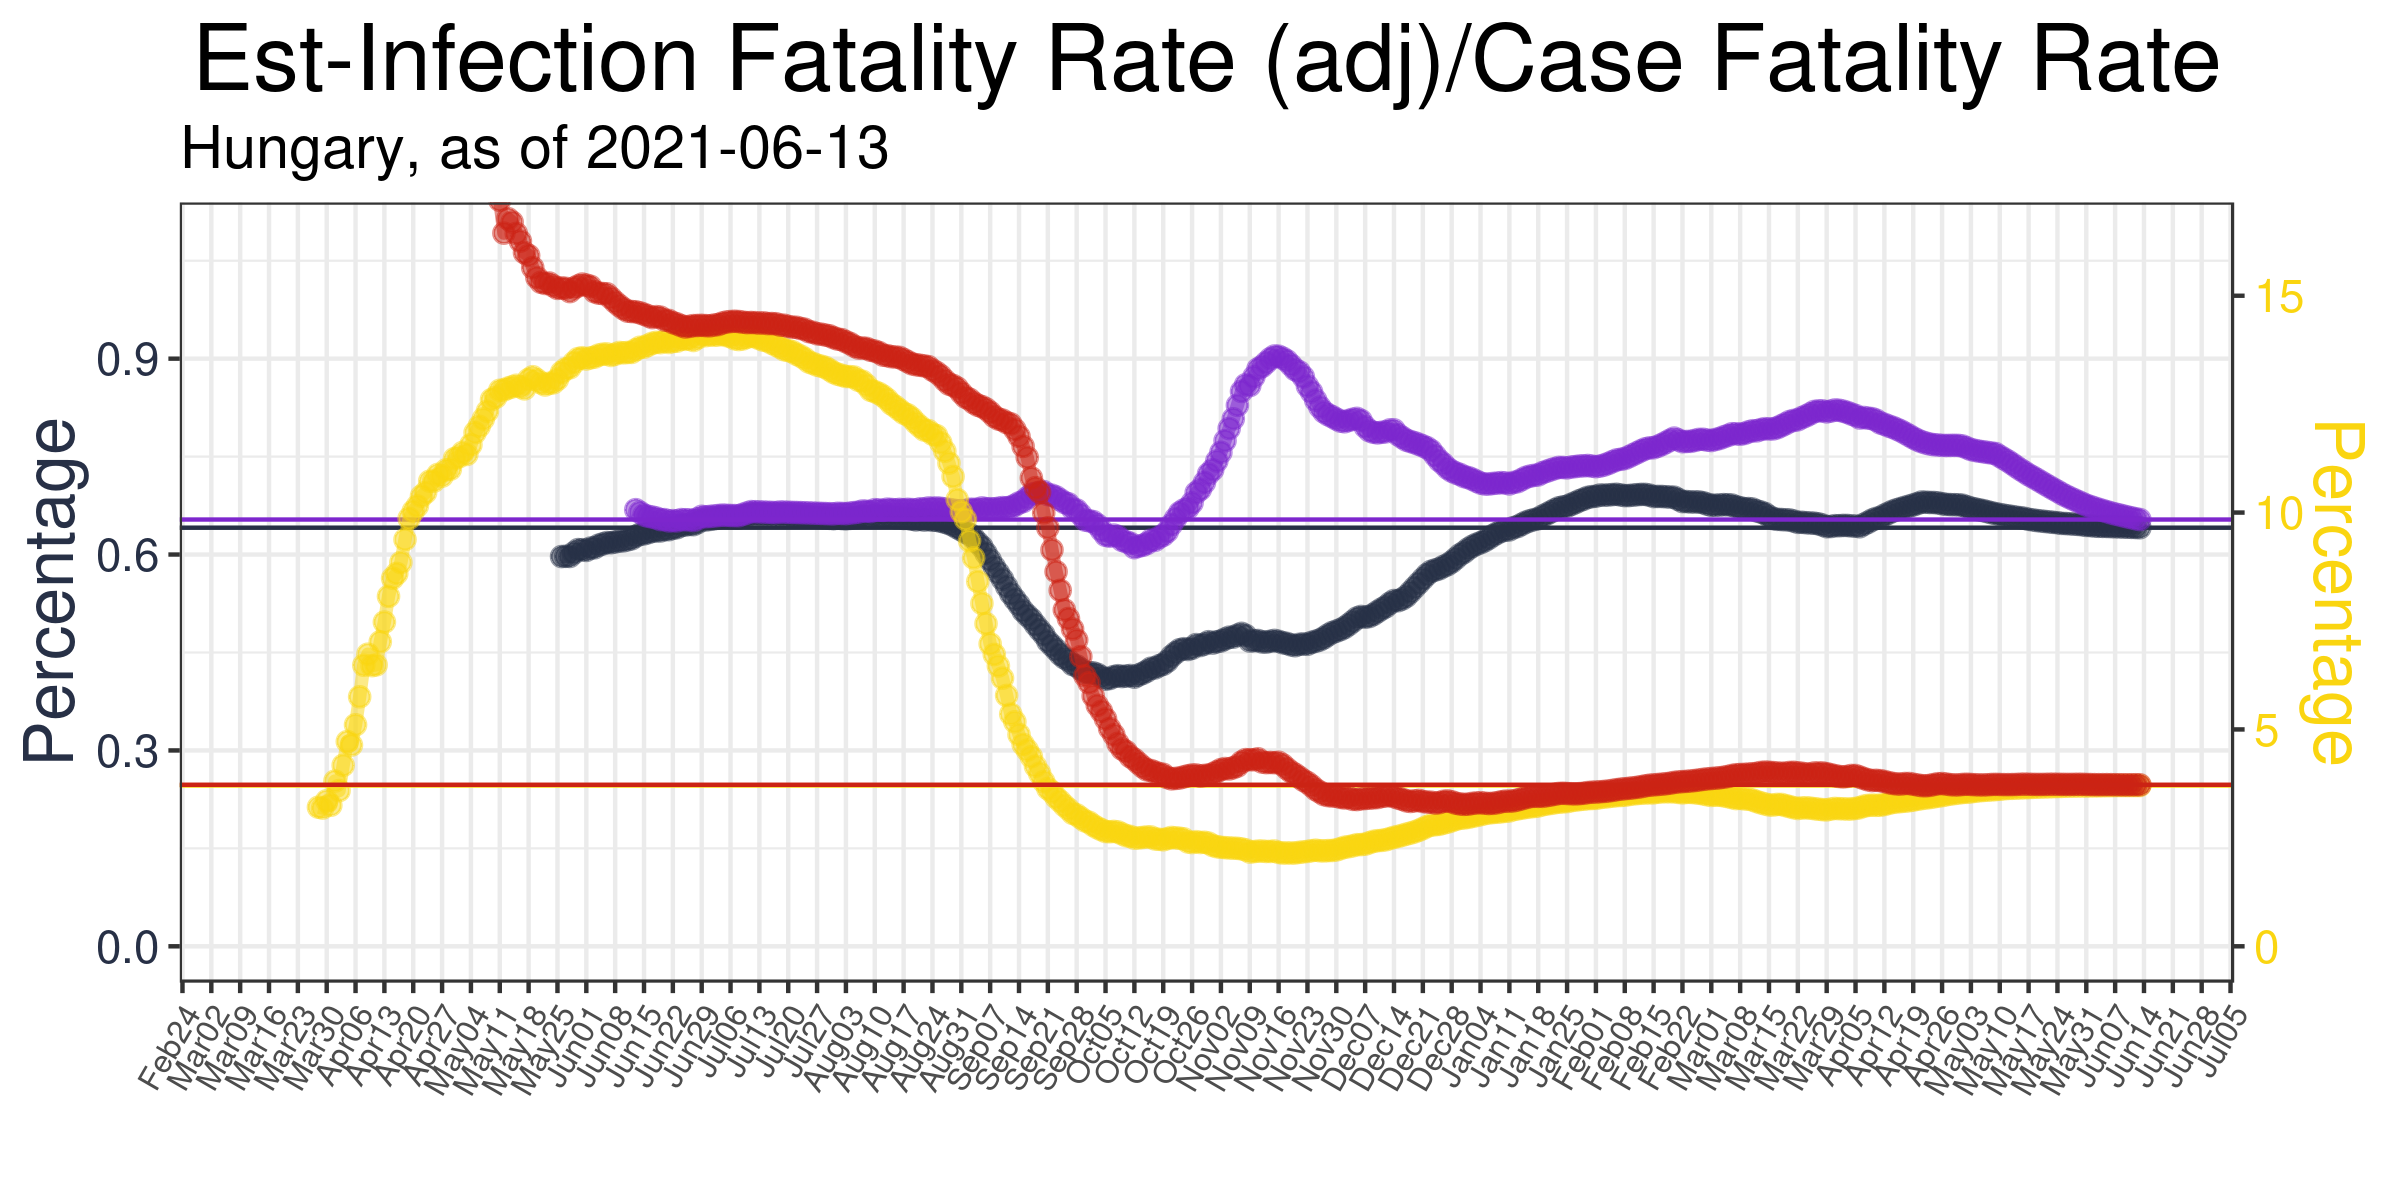 Est-Infection Fatality Rate (adj)/Case Fatality Rate
Hungary, as of 2021-06-13
Percentage
0.9
0.6
0.3
0.0
15
10
5
0
Percentage
Feb24
Mar02
Mar09
Mar16
Mar23
Mar30
Apr06
Apr13
Apr20
Apr27
May04
May11
May18
May25
Jun01
Jun08
Jun15
Jun22
Jun29
Jul06
Jul13
Jul20
Jul27
Aug03
Aug10
Aug17
Aug24
Aug31
Sep07
Sep14
Sep21
Sep28
Oct05
Oct12
Oct19
Oct26
Nov02
Nov09
Nov16
Nov23
Nov30
Dec07
Dec14
Dec21
Dec28
Jan04
Jan11
Jan18
Jan25
Feb01
Feb08
Feb15
Feb22
Mar01
Mar08
Mar15
Mar22
Mar29
Apr05
Apr12
Apr19
Apr26
May03
May10
May17
May24
May31
Jun07
Jun14
Jun21
Jun28
Jul05